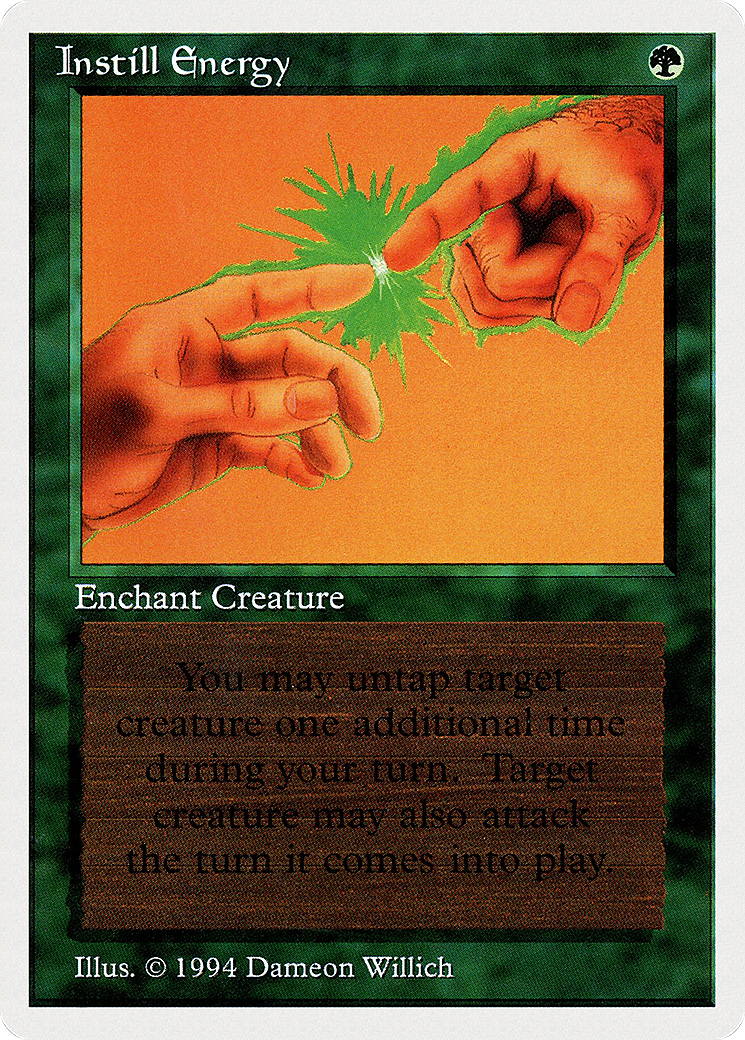 Instill Energy
Enchant Creature
You may untap target
creature one additional time
during your turn. Target
creature may also attack
the turn it comes into play.
Illus. © 1994 Dameon Willich